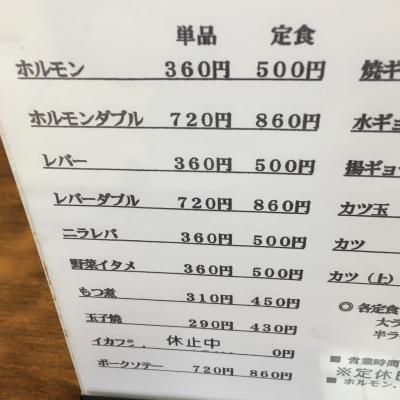 単品 定食
ホルモン 360円 500円
ホルモンダブル 720円 860円
レバー 360円 500円
レバーダブル 720円 860円
ニラレバ 360円 500円
野菜イタメ 360円 500円
もつ煮 310円 450円
玉子焼 290円 430円
イカフ 休止中 0円
ポークソテー 720円 860円
焼ギ
水ギョ
揚ギョ
カツ玉
カツ
カツ(上)
◎ 各定食
大ラ
半ラ
■ 営業時間
※定休日
■ ホルモン、